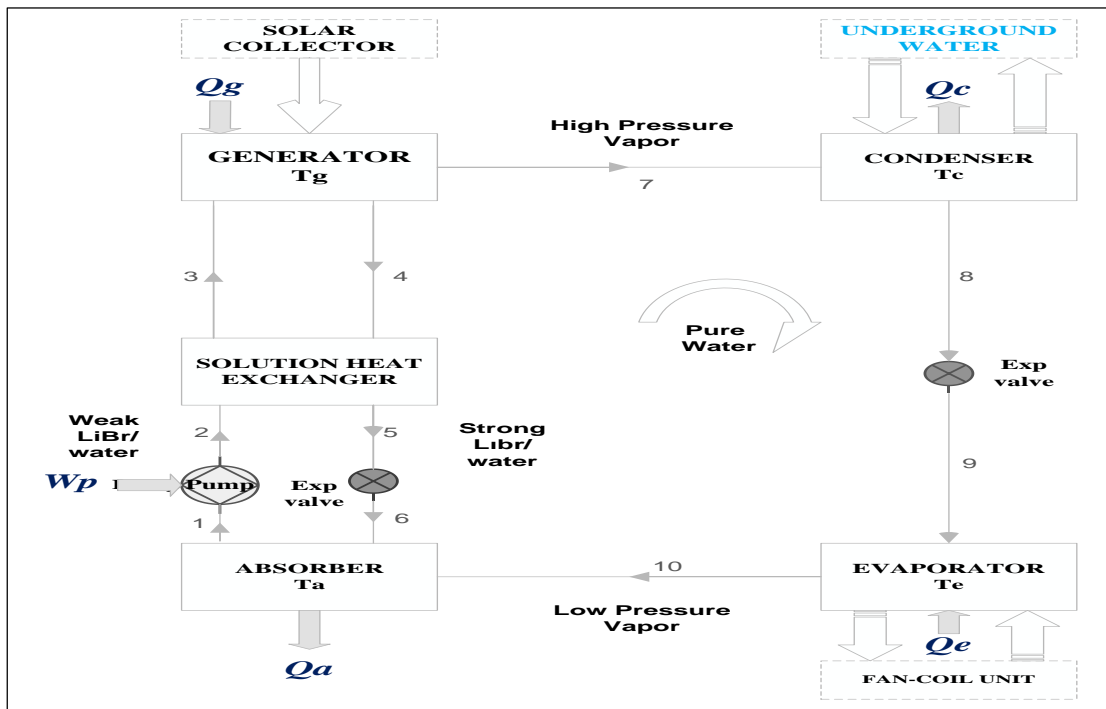 SOLAR
COLLECTOR
UNDERGROUND
WATER
Qg
Qc
High Pressure
Vapor
GENERATOR
Tg
CONDENSER
Tc
7
3
4
8
Pure
Water
SOLUTION HEAT
EXCHANGER
Exp
valve
Weak
LiBr/
water
2
5
Strong
Lıbr/
water
9
Wp
Pump
Exp
valve
1
6
10
ABSORBER
Ta
EVAPORATOR
Te
Low Pressure
Vapor
Qa
Qe
FAN-COIL UNIT